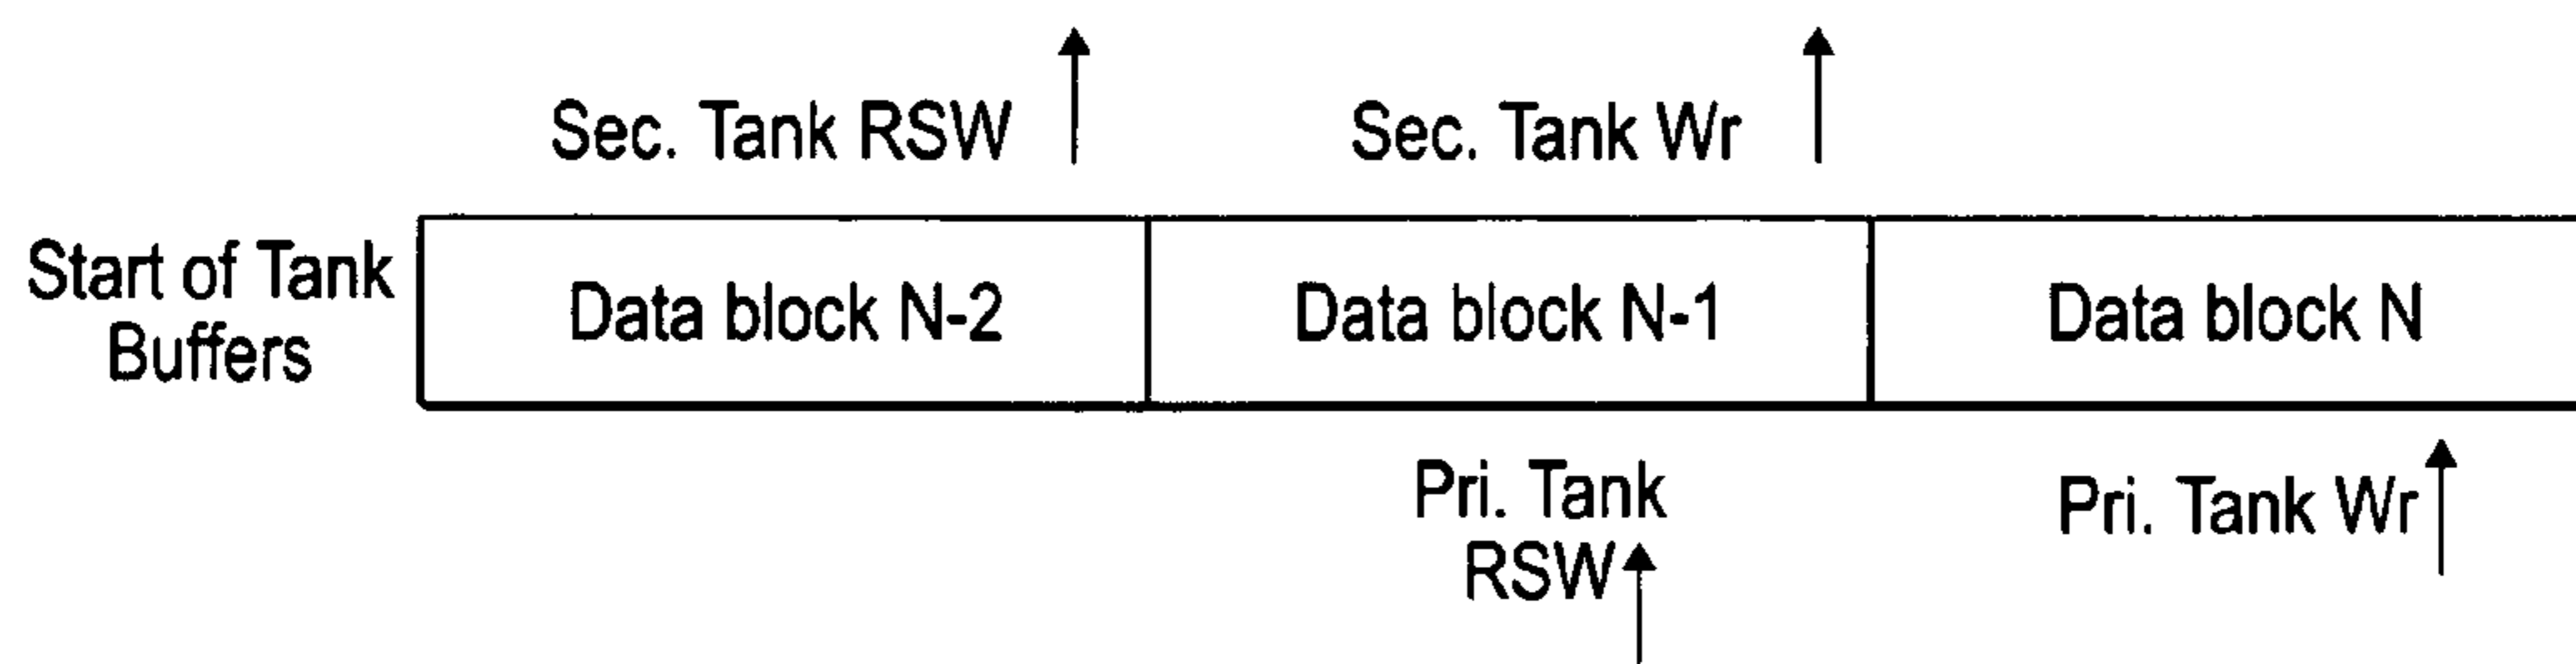 Sec. Tank RSW
Sec. Tank Wr
Start of Tank
Buffers
Data block N-2
Data block N-1
Data block N
Pri. Tank
RSW
Pri. Tank Wr